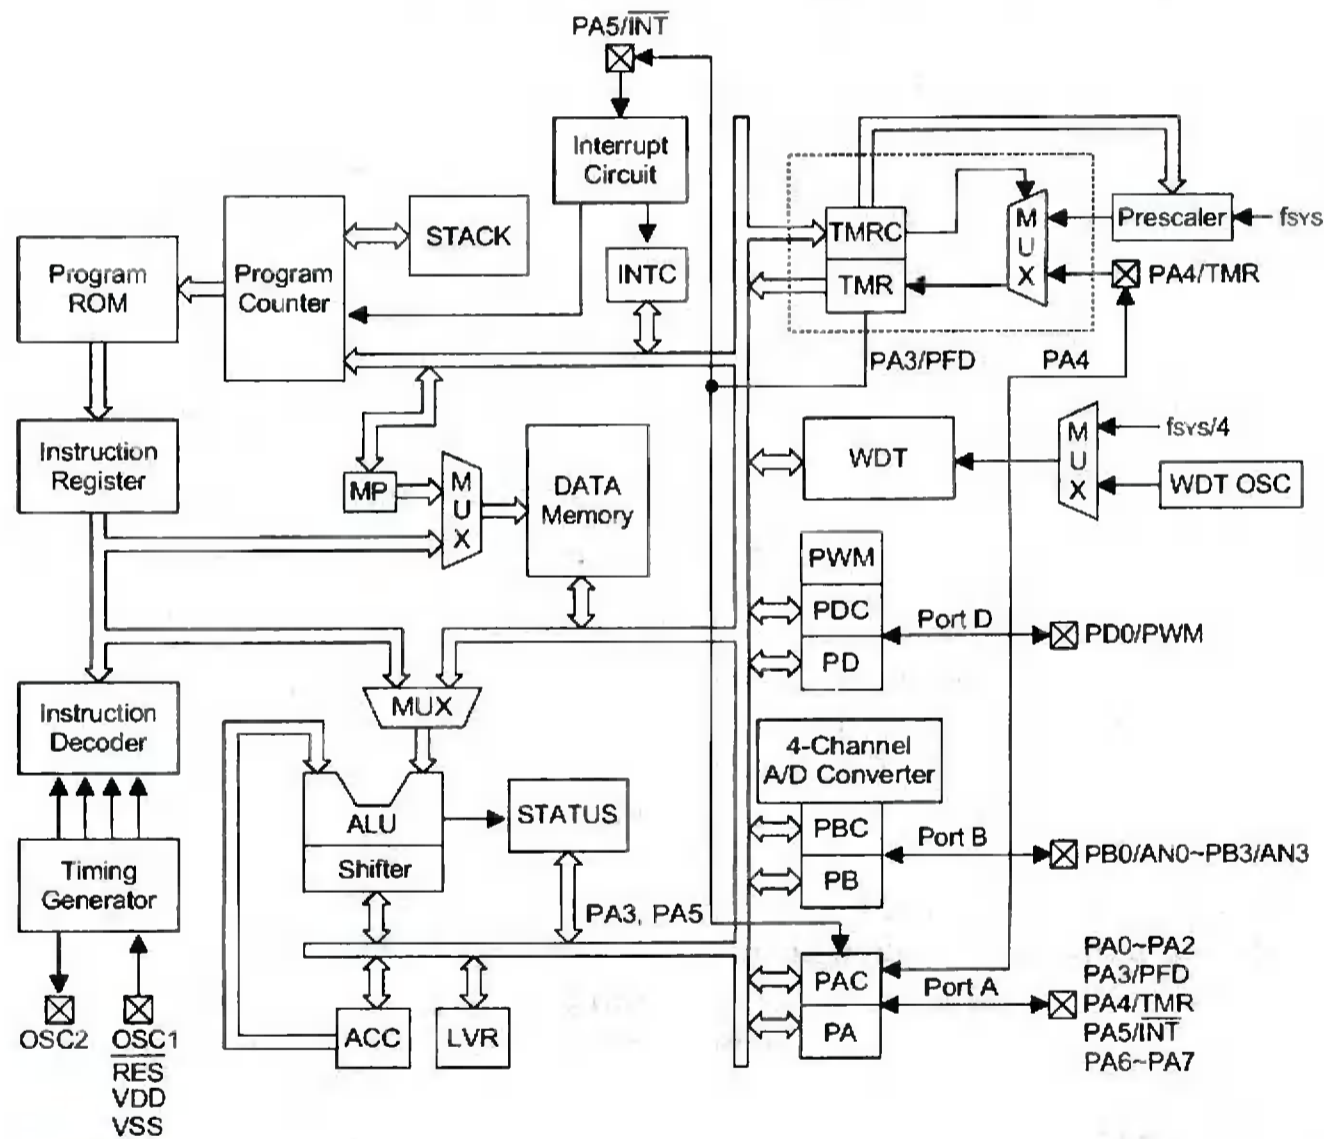 PA5/INT
Interrupt
Circuit
INTC
STACK
Program
Counter
Program
ROM
Instruction
Register
MP
MUX
DATA
Memory
Instruction
Decoder
MUX
ALU
Shifter
STATUS
Timing
Generator
OSC2
OSC1
RES
VDD
VSS
ACC
LVR
PA3, PA5
TMRC
TMR
MUX
Prescaler
fSYS
PA4/TMR
PA3/PFD
PA4
WDT
MUX
fSYS/4
WDT OSC
PWM
PDC
PD
Port D
PD0/PWM
4-Channel
A/D Converter
PBC
PB
Port B
PB0/AN0~PB3/AN3
PAC
PA
Port A
PA0~PA2
PA3/PFD
PA4/TMR
PA5/INT
PA6~PA7